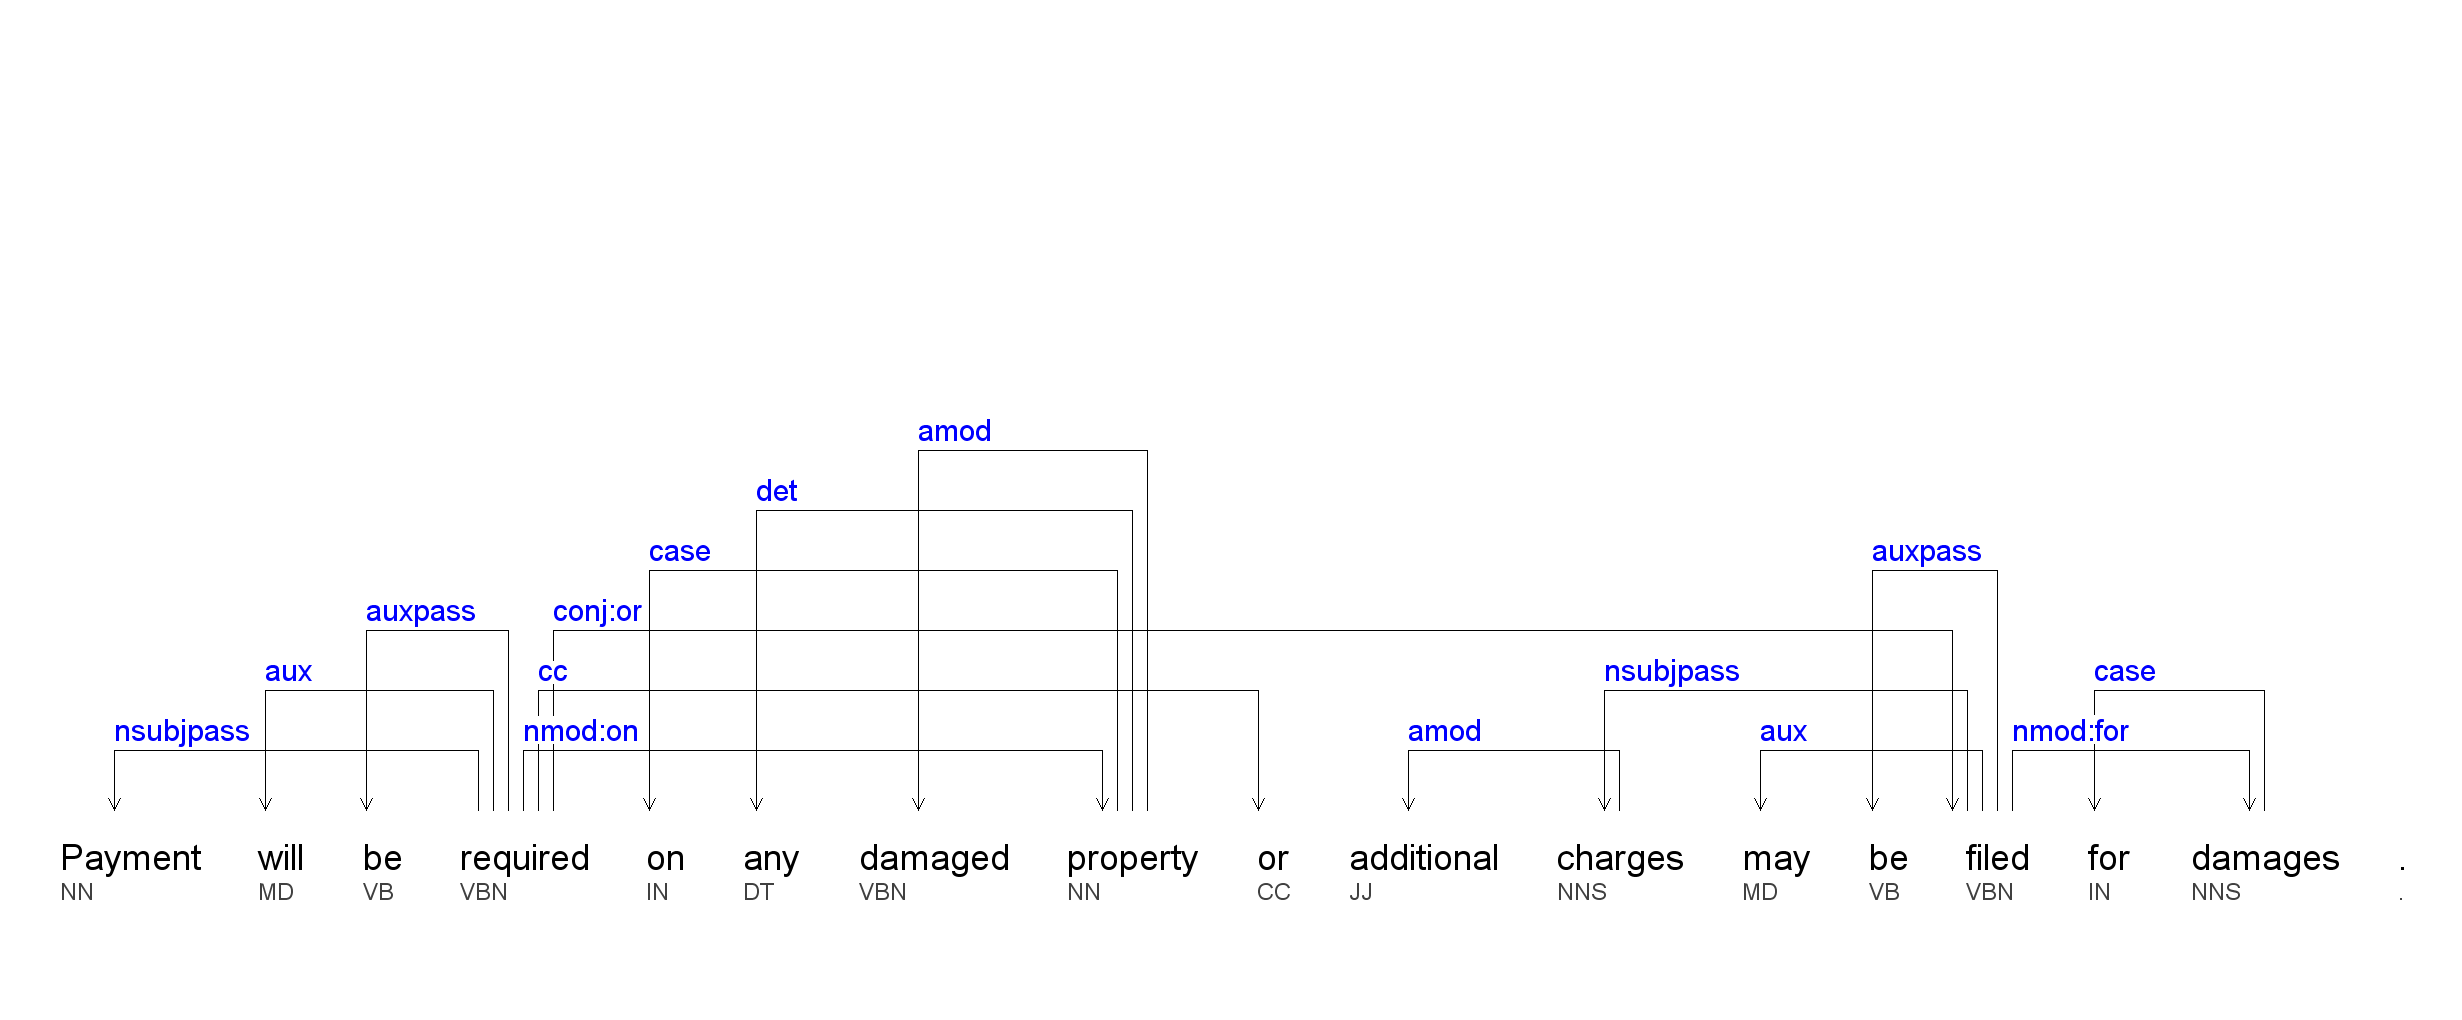 amod
det
case auxpass
auxpass conj:or
aux cc nsubjpass case
nsubjpass nmod:on amod aux nmod:for
Payment will be required on any damaged property or additional charges may be filed for damages .
NN MD VB VBN IN DT VBN NN CC JJ NNS MD VB VBN IN NNS .